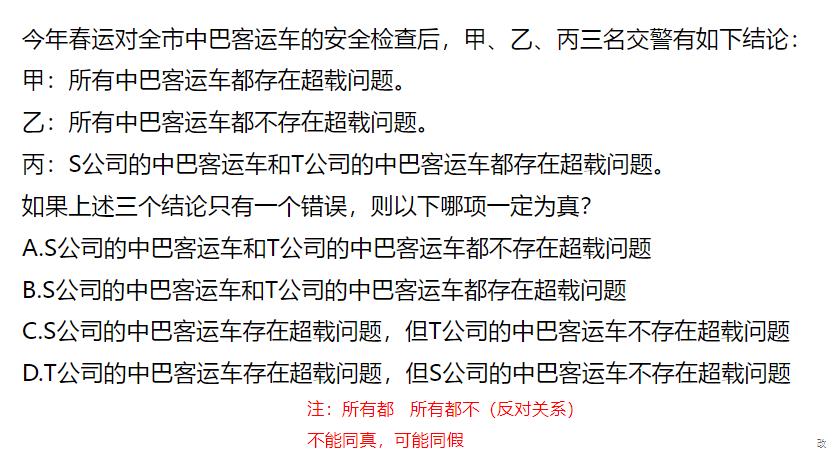 今年春运对全市中巴客运车的安全检查后，甲、乙、丙三名交警有如下结论：
甲：所有中巴客运车都存在超载问题。
乙：所有中巴客运车都不存在超载问题。
丙：S公司的中巴客运车和T公司的中巴客运车都存在超载问题。
如果上述三个结论只有一个错误，则以下哪项一定为真？
A.S公司的中巴客运车和T公司的中巴客运车都不存在超载问题
B.S公司的中巴客运车和T公司的中巴客运车都存在超载问题
C.S公司的中巴客运车存在超载问题，但T公司的中巴客运车不存在超载问题
D.T公司的中巴客运车存在超载问题，但S公司的中巴客运车不存在超载问题
注：所有都 所有都不（反对关系）
不能同真，可能同假